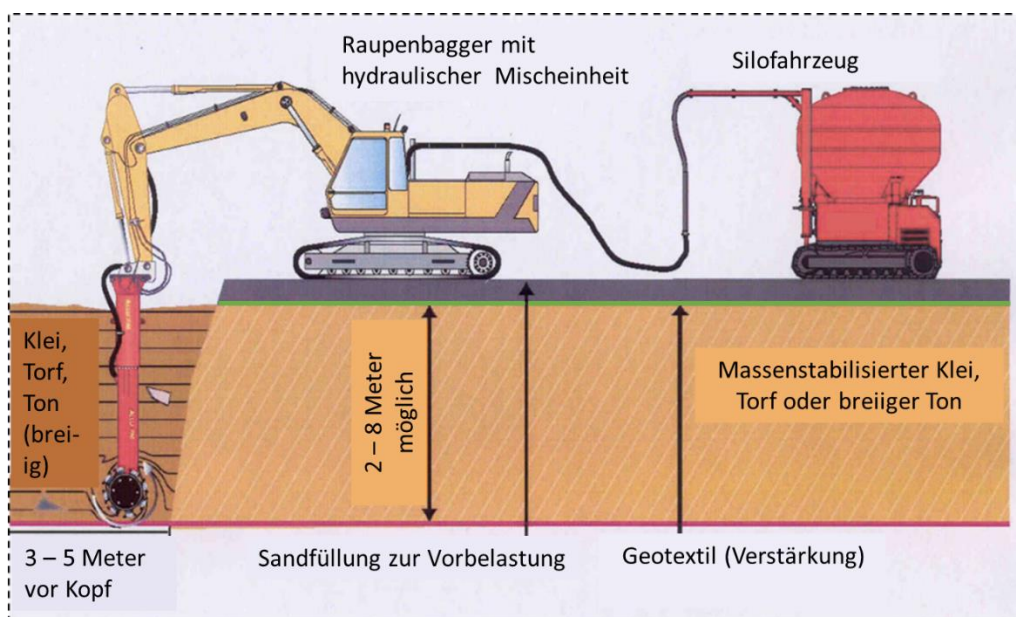 Raupenbagger mit
hydraulischer Mischeinheit
Silofahrzeug
Klei,
Torf,
Ton
(brei-
ig)
2 – 8 Meter
möglich
Massenstabilisierter Klei,
Torf oder breiiger Ton
3 – 5 Meter
vor Kopf
Sandfüllung zur Vorbelastung
Geotextil (Verstärkung)